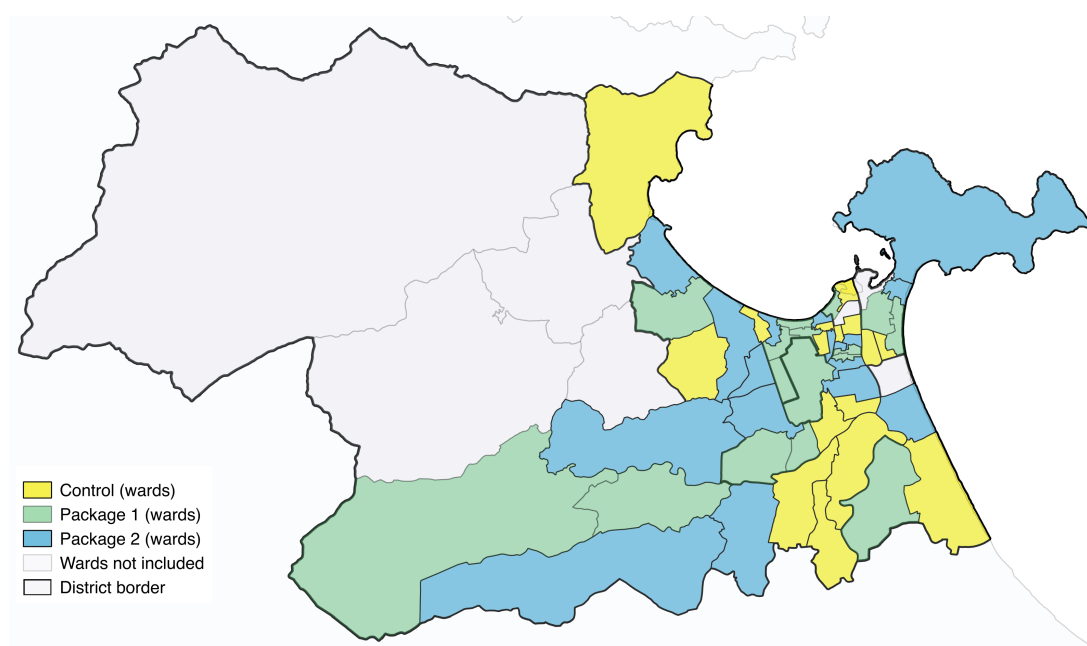 Control (wards)
Package 1 (wards)
Package 2 (wards)
Wards not included
District border